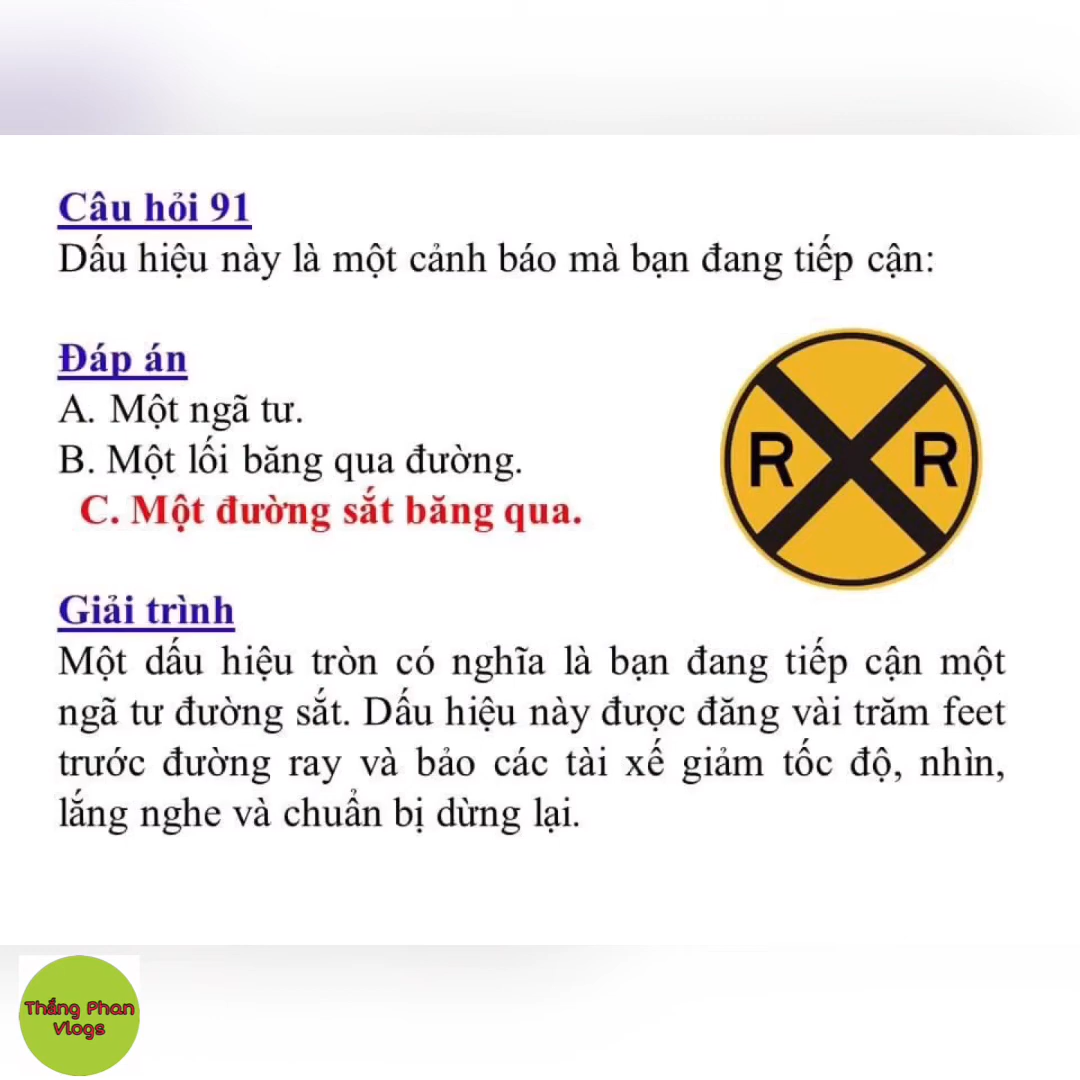 Câu hỏi 91
Dấu hiệu này là một cảnh báo mà bạn đang tiếp cận:
Đáp án
A. Một ngã tư.
B. Một lối băng qua đường.
C. Một đường sắt băng qua.
R R
Giải trình
Một dấu hiệu tròn có nghĩa là bạn đang tiếp cận một
ngã tư đường sắt. Dấu hiệu này được đăng vài trăm feet
trước đường ray và bảo các tài xế giảm tốc độ, nhìn,
lắng nghe và chuẩn bị dừng lại.
Thắng Phan
Vlogs